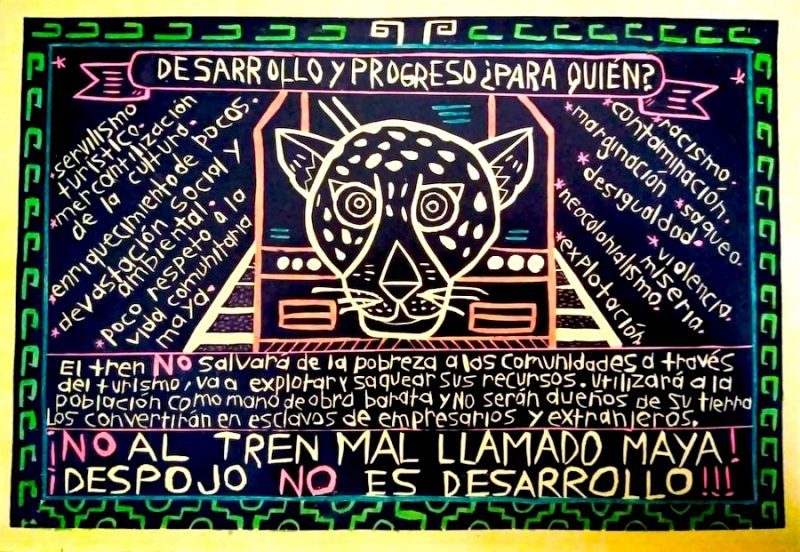 DESARROLLO Y PROGRESO ¿PARA QUIÉN?
* servilismo
turístico.
* mercantilización
de la cultura.
* enriquecimiento de pocos.
* devastación social y
ambiental.
* poco respeto a la
vida comunitaria
maya.
* racismo.
* contaminación.
* marginación
* saqueo.
* desigualdad.
* violencia.
* neocolonialismo.
* miseria.
* explotación.
El tren NO salvará de la pobreza a las comunidades a través
del turismo, va a explotar y saquear sus recursos. Utilizará a la
población como mano de obra barata y NO serán dueños de su tierra
Los convertirán en esclavos de empresarios y extranjeros.
¡NO AL TREN MAL LLAMADO MAYA!
¡DESPOJO NO ES DESARROLLO!!!